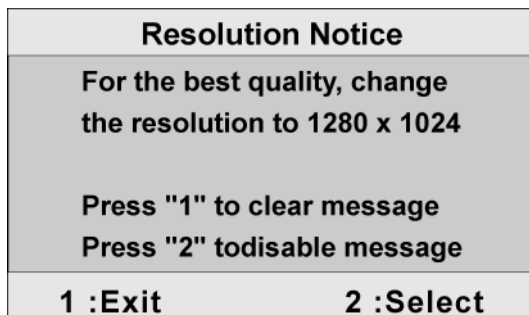 Resolution Notice
For the best quality, change
the resolution to 1280 x 1024
Press "1" to clear message
Press "2" todisable message
1 :Exit 2 :Select